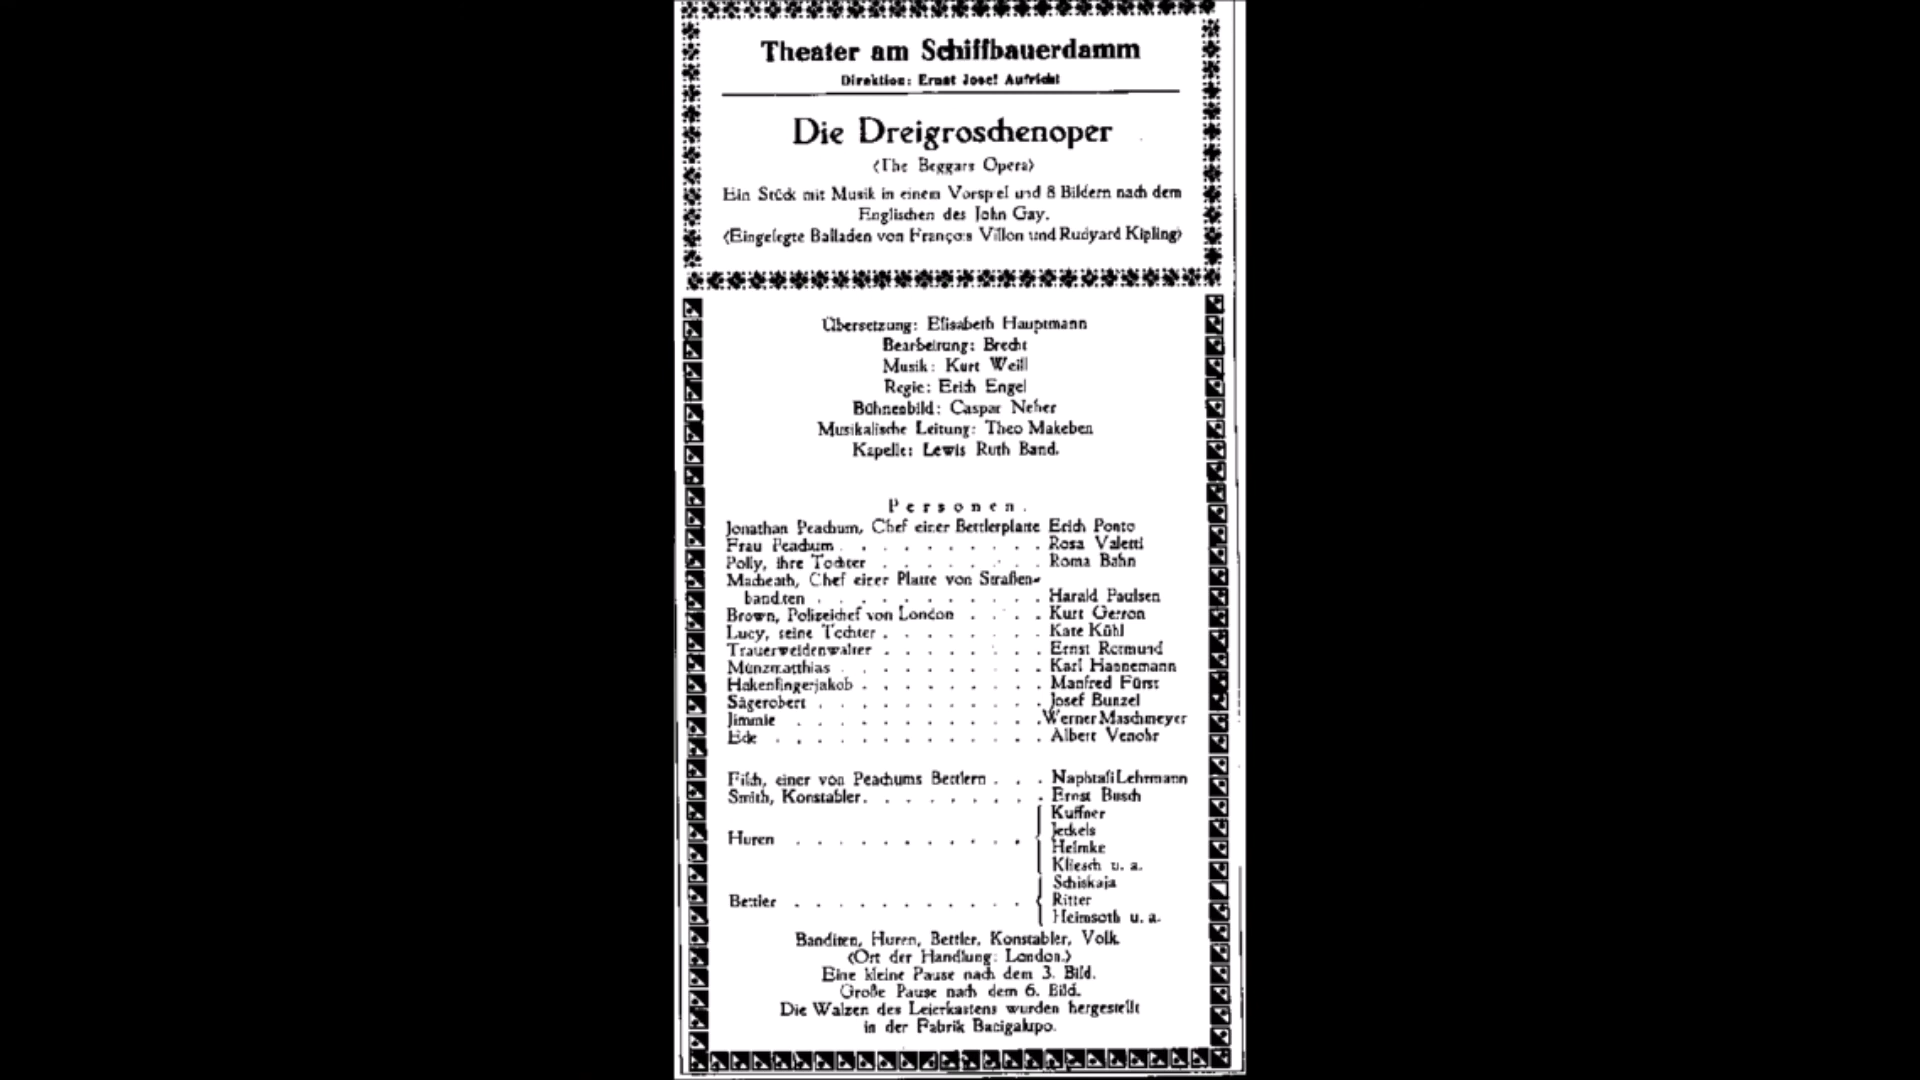 Theater am Schiffbauerdamm
Direktion: Ernst Josef Aufricht
Die Dreigroschenoper
(The Beggars Opera)
Ein Stück mit Musik in einem Vorspiel und 8 Bildern nach dem
Englischen des John Gay.
(Eingelegte Balladen von François Villon und Rudyard Kipling)
Übersetzung: Elisabeth Hauptmann
Bearbeitung: Brecht
Musik: Kurt Weill
Regie: Erich Engel
Bühnenbild: Caspar Neher
Musikalische Leitung: Theo Makeben
Kapelle: Lewis Ruth Band.
Personen.
Jonathan Peachum, Chef einer Bettlerplatte Erich Ponto
Frau Peachum . . . . . . . . . . Rosa Valetti
Polly, ihre Tochter . . . . . . . . Roma Bahn
Macheath, Chef einer Platte von Straßen-
banditen . . . . . . . . . . . Harald Paulsen
Brown, Polizeichef von London . . . . Kurt Gerron
Lucy, seine Tochter . . . . . . . . Kate Kühl
Trauerweidenwalter . . . . . . . . Ernst Rotmund
Münzmatthias . . . . . . . . . . Karl Hannemann
Hakenfingerjakob . . . . . . . . . Manfred Fürst
Sägerobert . . . . . . . . . . . Josef Bunzel
Jimmie . . . . . . . . . . . . Werner Maschmeyer
Ede . . . . . . . . . . . . . Albert Venohr
Filch, einer von Peachums Bettlern . . . Naphtali Lehrmann
Smith, Konstabler . . . . . . . . . Ernst Busch
Kuffner
Jeckels
Huren . . . . . . . . . . . Helmke
Kliesch u. a.
Schiskaja
Bettler . . . . . . . . . . . Ritter
Heimsoth u. a.
Banditen, Huren, Bettler, Konstabler, Volk.
(Ort der Handlung: London.)
Eine kleine Pause nach dem 3. Bild.
Große Pause nach dem 6. Bild.
Die Walzen des Leierkastens wurden hergestellt
in der Fabrik Bacigalupo.